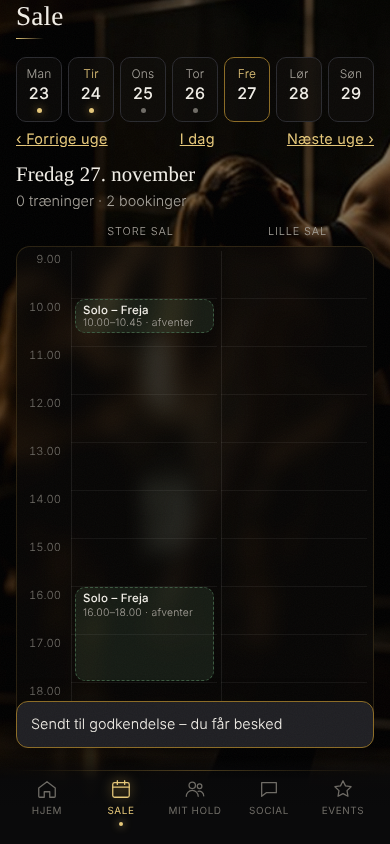 Sale
Man Tir Ons Tor Fre Lør Søn
23 24 25 26 27 28 29
‹ Forrige uge I dag Næste uge ›
Fredag 27. november
0 træninger · 2 bookinger
STORE SAL LILLE SAL
9.00
10.00
Solo – Freja
10.00–10.45 · afventer
11.00
12.00
13.00
14.00
15.00
16.00
Solo – Freja
16.00–18.00 · afventer
17.00
18.00
Sendt til godkendelse – du får besked
HJEM SALE MIT HOLD SOCIAL EVENTS